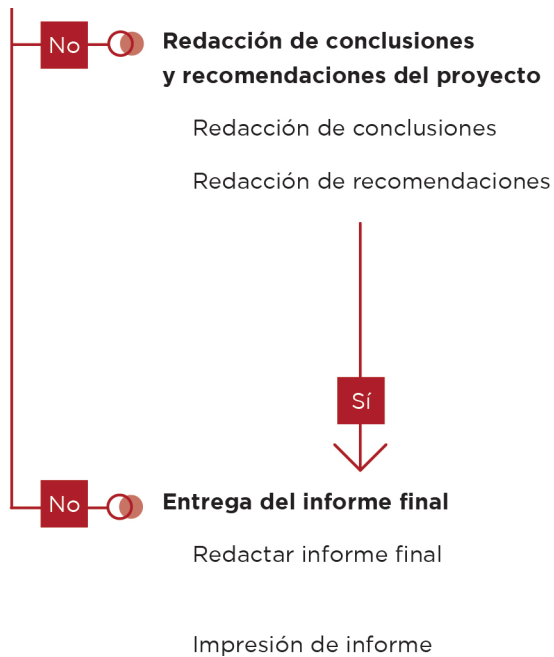 No
Redacción de conclusiones
y recomendaciones del proyecto
Redacción de conclusiones
Redacción de recomendaciones
Sí
No
Entrega del informe final
Redactar informe final
Impresión de informe